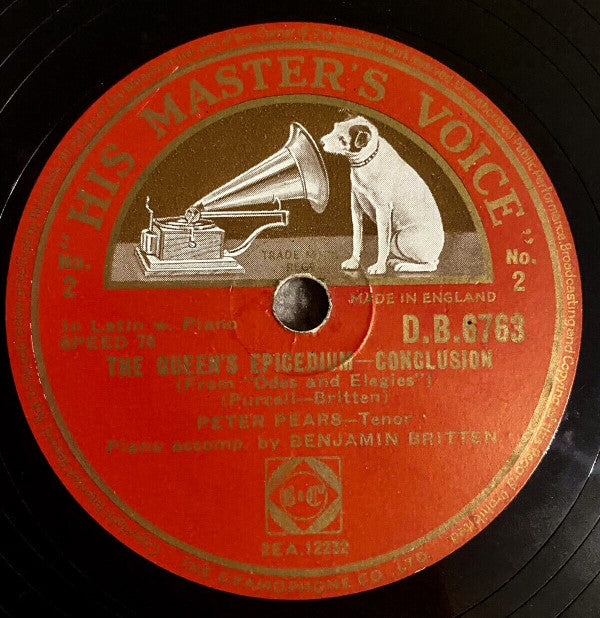 "HIS MASTER'S VOICE"
TRADE M
No.
2
No.
2
MADE IN ENGLAND
In Latin w. Piano
SPEED 78
D.B.6763
THE QUEEN'S EPICEDIUM—CONCLUSION
(From "Odes and Elegies")
(Purcell—Britten)
PETER PEARS—Tenor
Piano accomp. by BENJAMIN BRITTEN
B&C
2EA.12232
THE GRAMOPHONE CO., LTD.